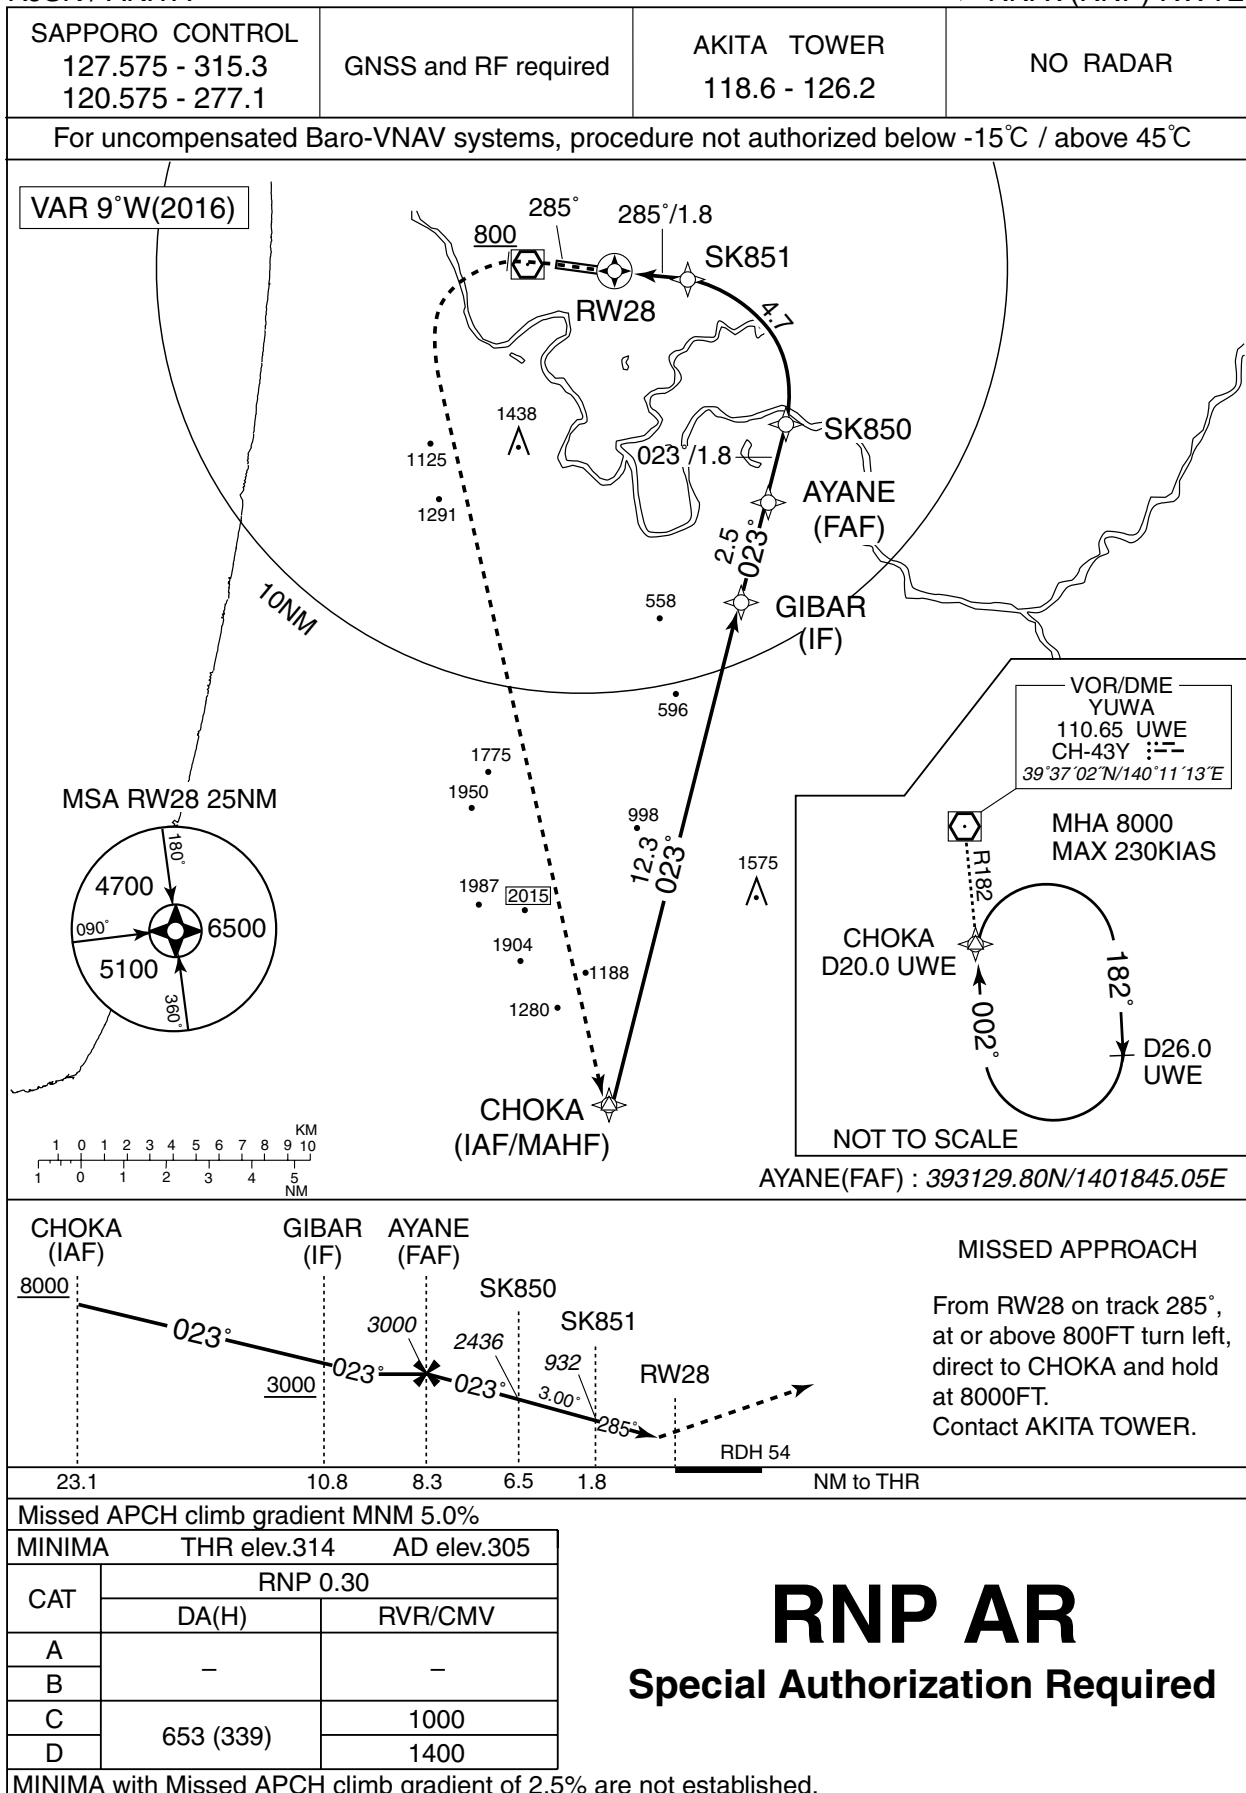 SAPPORO CONTROL
127.575 - 315.3
120.575 - 277.1
GNSS and RF required
AKITA TOWER
118.6 - 126.2
NO RADAR
For uncompensated Baro-VNAV systems, procedure not authorized below -15℃ / above 45℃
VAR 9°W(2016)
285°
285°/1.8
800
SK851
RW28
4.7
1438
SK850
1125
023°/1.8
1291
AYANE
(FAF)
2.5
023°
10NM
558
GIBAR
(IF)
596
VOR/DME
YUWA
110.65 UWE
CH-43Y
39°37′02″N/140°11′13″E
1775
MSA RW28 25NM
1950
998
MHA 8000
MAX 230KIAS
180°
12.3
023°
1575
R182
4700
1987
2015
090°
6500
CHOKA
D20.0 UWE
1904
5100
1188
182°
360°
1280
002°
D26.0
UWE
CHOKA
(IAF/MAHF)
NOT TO SCALE
KM
1 0 1 2 3 4 5 6 7 8 9 10
1 0 1 2 3 4 5
NM
AYANE(FAF) : 393129.80N/1401845.05E
CHOKA
(IAF)
GIBAR
(IF)
AYANE
(FAF)
MISSED APPROACH
SK850
8000
From RW28 on track 285°,
at or above 800FT turn left,
direct to CHOKA and hold
at 8000FT.
Contact AKITA TOWER.
SK851
3000
2436
932
RW28
023°
023°
3000
023°
3.00°
285°
RDH 54
23.1
10.8
8.3
6.5
1.8
NM to THR
Missed APCH climb gradient MNM 5.0%
MINIMA THR elev.314 AD elev.305
CAT
RNP 0.30
DA(H)
RVR/CMV
A
–
–
B
C
653 (339)
1000
D
1400
RNP AR
Special Authorization Required
MINIMA with Missed APCH climb gradient of 2.5% are not established.